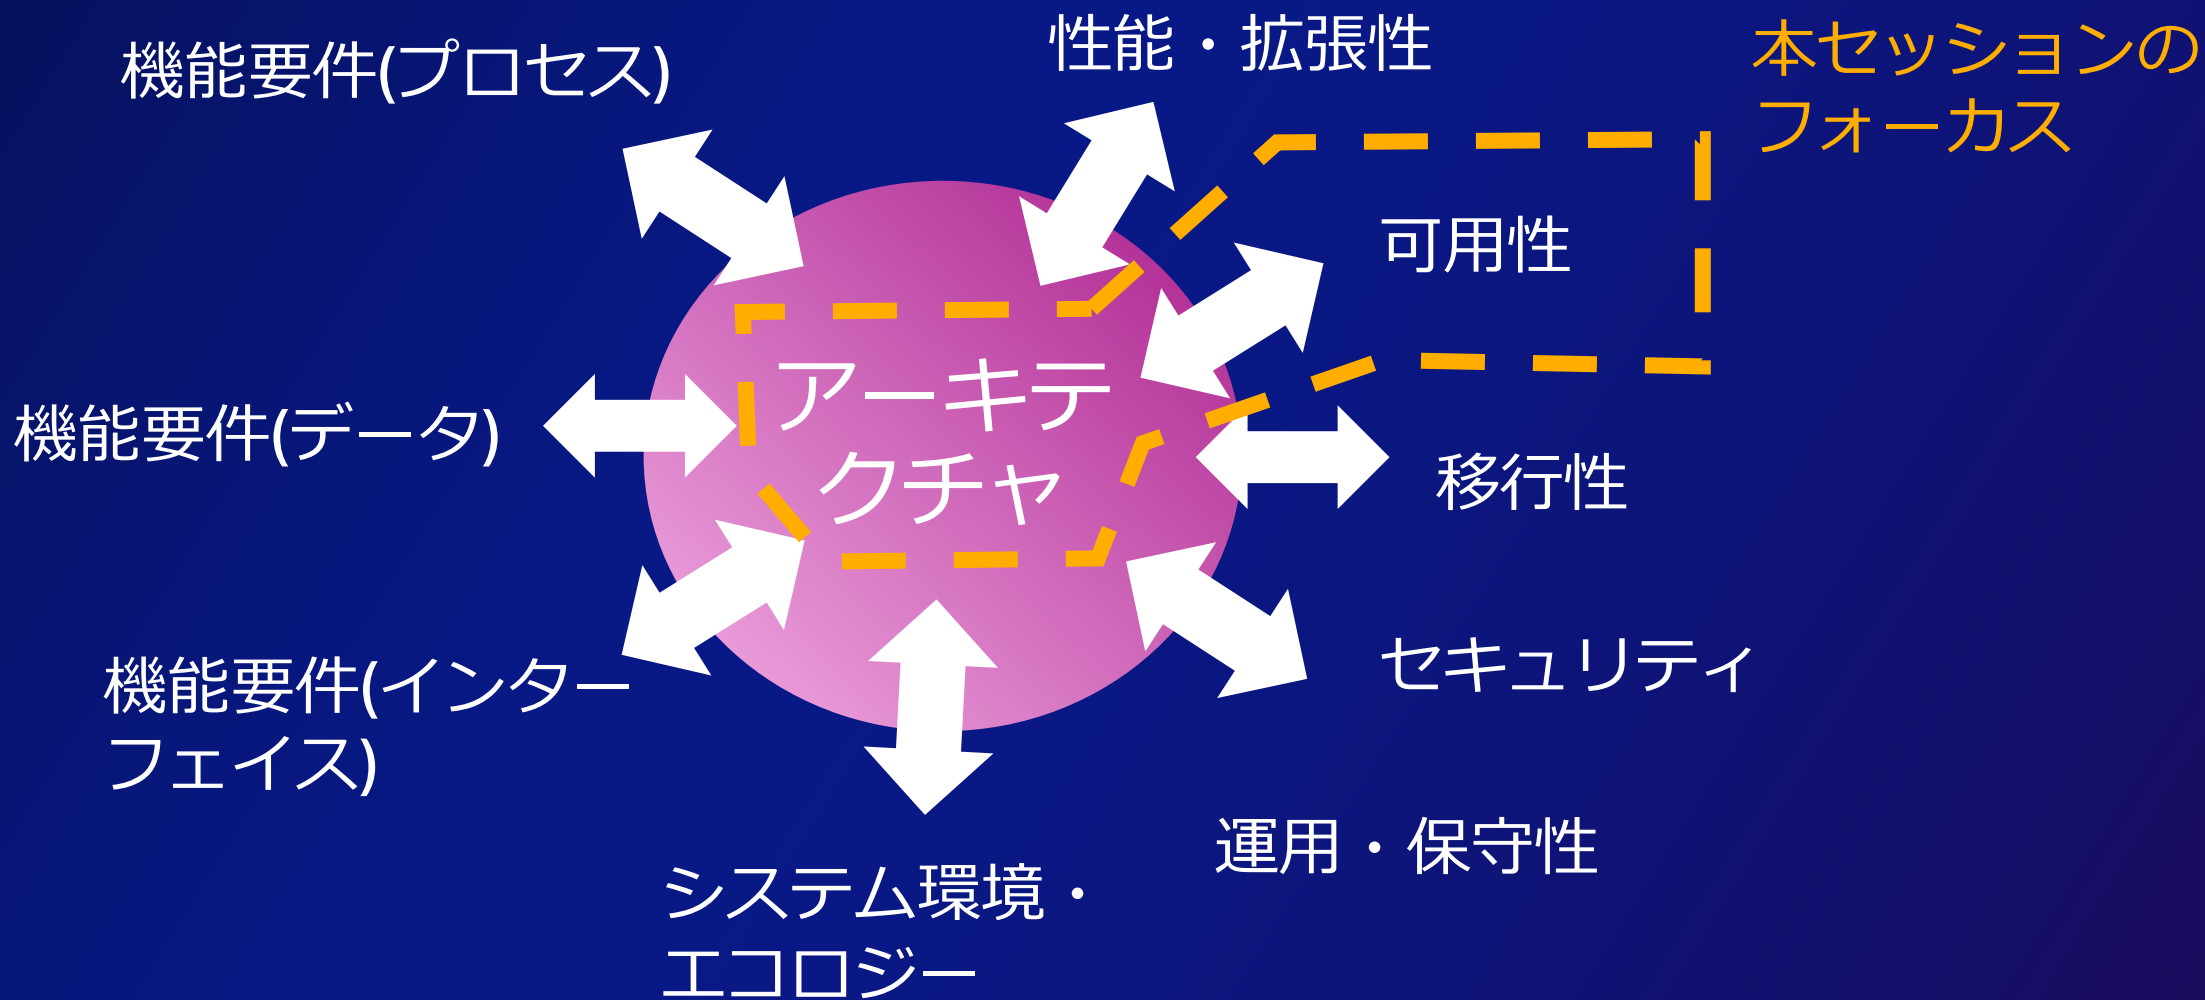 機能要件(プロセス)
性能・拡張性
本セッションの
フォーカス
可用性
アーキテ
クチャ
機能要件(データ)
移行性
機能要件(インター
フェイス)
セキュリティ
運用・保守性
システム環境・
エコロジー